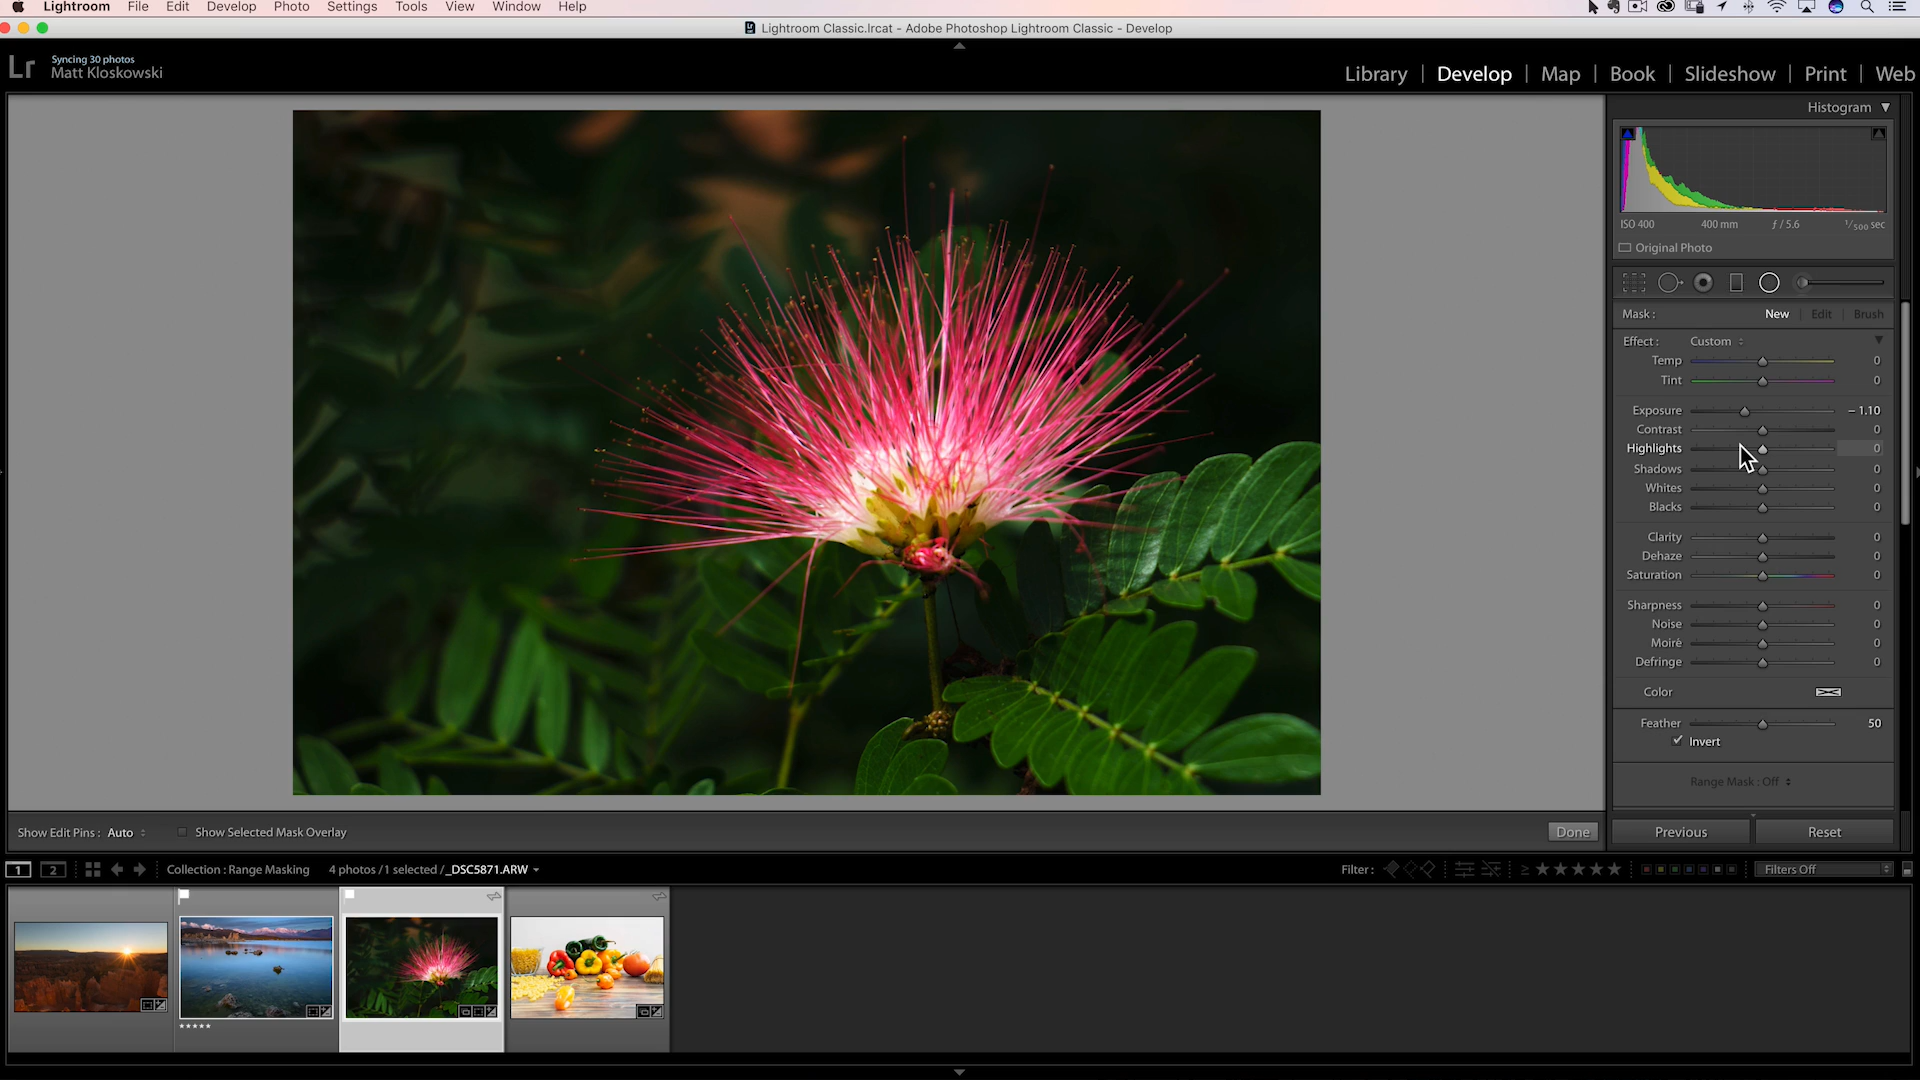 Lightroom File Edit Develop Photo Settings Tools View Window Help
Lightroom Classic.lrcat - Adobe Photoshop Lightroom Classic - Develop
Lr
Syncing 30 photos
Matt Kloskowski
Library | Develop | Map | Book | Slideshow | Print | Web
Histogram
ISO 400 400 mm ƒ / 5.6 1/500 sec
Original Photo
Mask : New | Edit | Brush
Effect : Custom
Temp 0
Tint 0
Exposure – 1.10
Contrast 0
Highlights 0
Shadows 0
Whites 0
Blacks 0
Clarity 0
Dehaze 0
Saturation 0
Sharpness 0
Noise 0
Moiré 0
Defringe 0
Color
Feather 50
Invert
Range Mask : Off
Show Edit Pins : Auto Show Selected Mask Overlay Done
Previous Reset
1 2 Collection : Range Masking 4 photos / 1 selected / _DSC5871.ARW Filter : ≥ ★★★★★ Filters Off
★★★★★